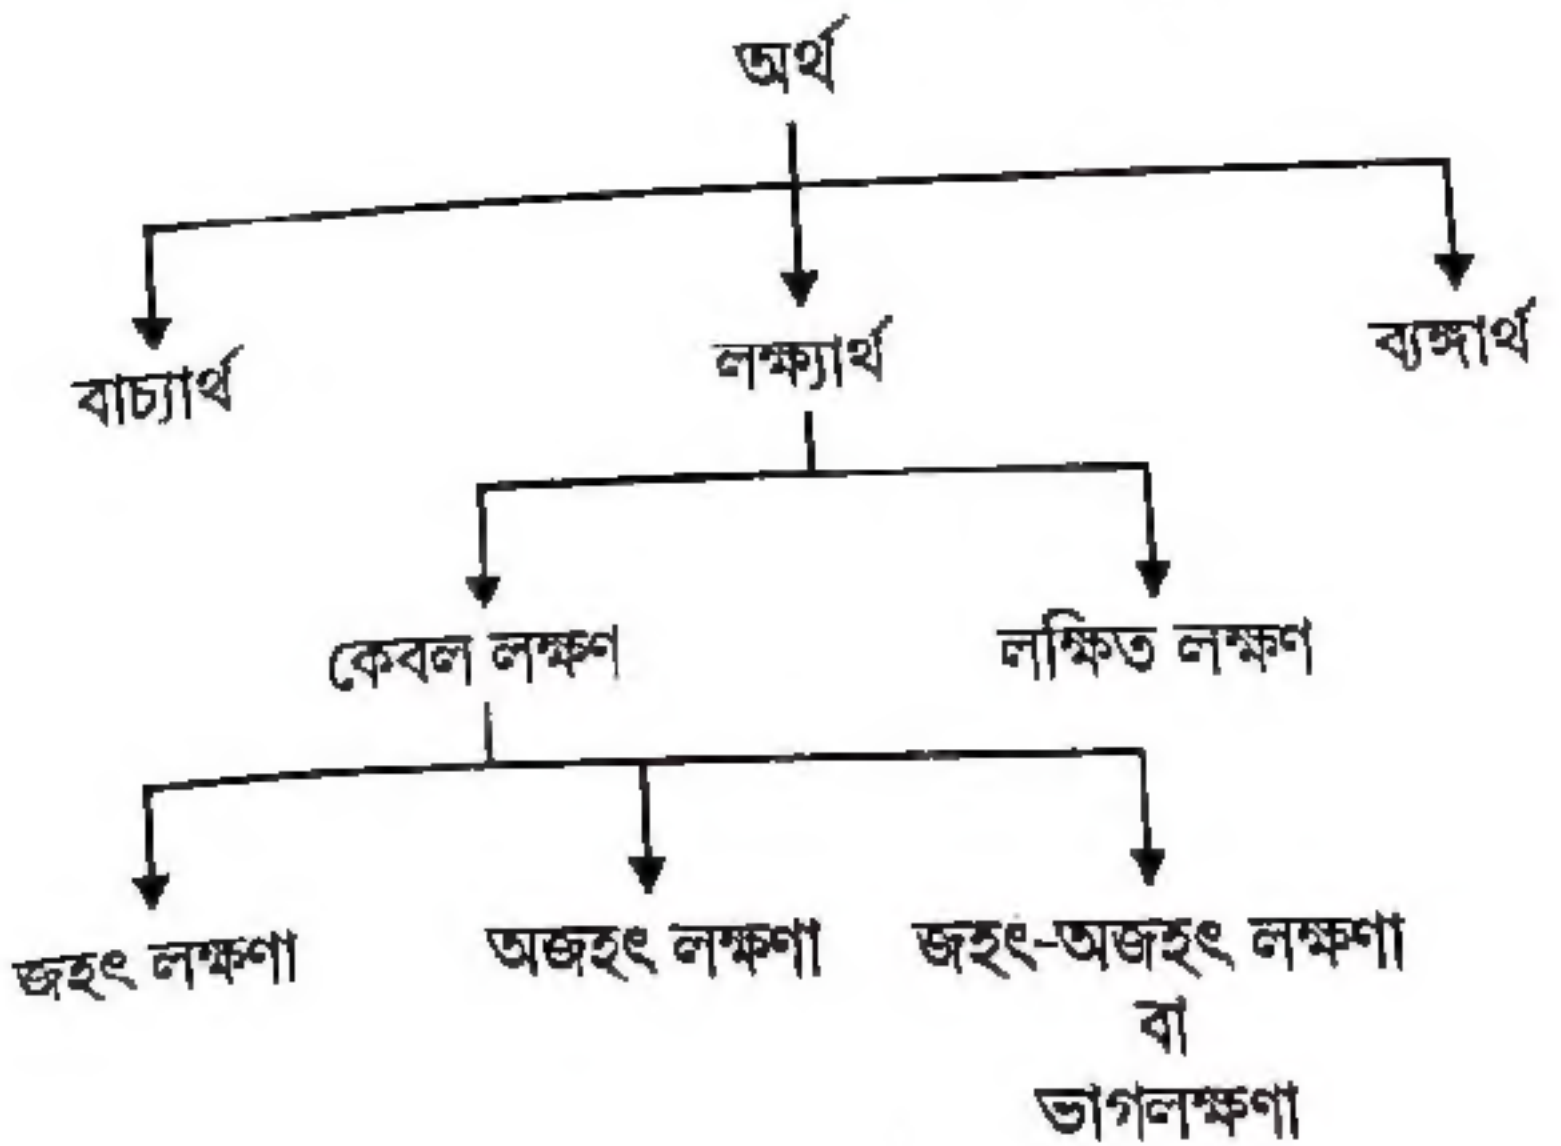 অর্থ
বাচ্যার্থ
লক্ষ্যার্থ
ব্যঙ্গার্থ
কেবল লক্ষণ
লক্ষিত লক্ষণ
জহৎ লক্ষণা
অজহৎ লক্ষণা
জহৎ-অজহৎ লক্ষণা
বা
ভাগলক্ষণা